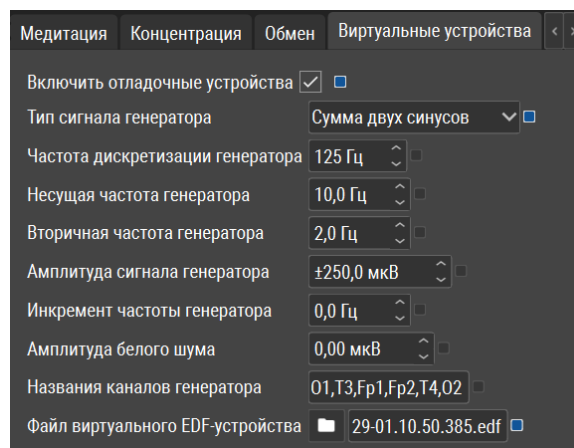 Медитация Концентрация Обмен Виртуальные устройства
Включить отладочные устройства
Тип сигнала генератора Сумма двух синусов
Частота дискретизации генератора 125 Гц
Несущая частота генератора 10,0 Гц
Вторичная частота генератора 2,0 Гц
Амплитуда сигнала генератора ±250,0 мкВ
Инкремент частоты генератора 0,0 Гц
Амплитуда белого шума 0,00 мкВ
Названия каналов генератора O1,T3,Fp1,Fp2,T4,O2
Файл виртуального EDF-устройства 29-01.10.50.385.edf